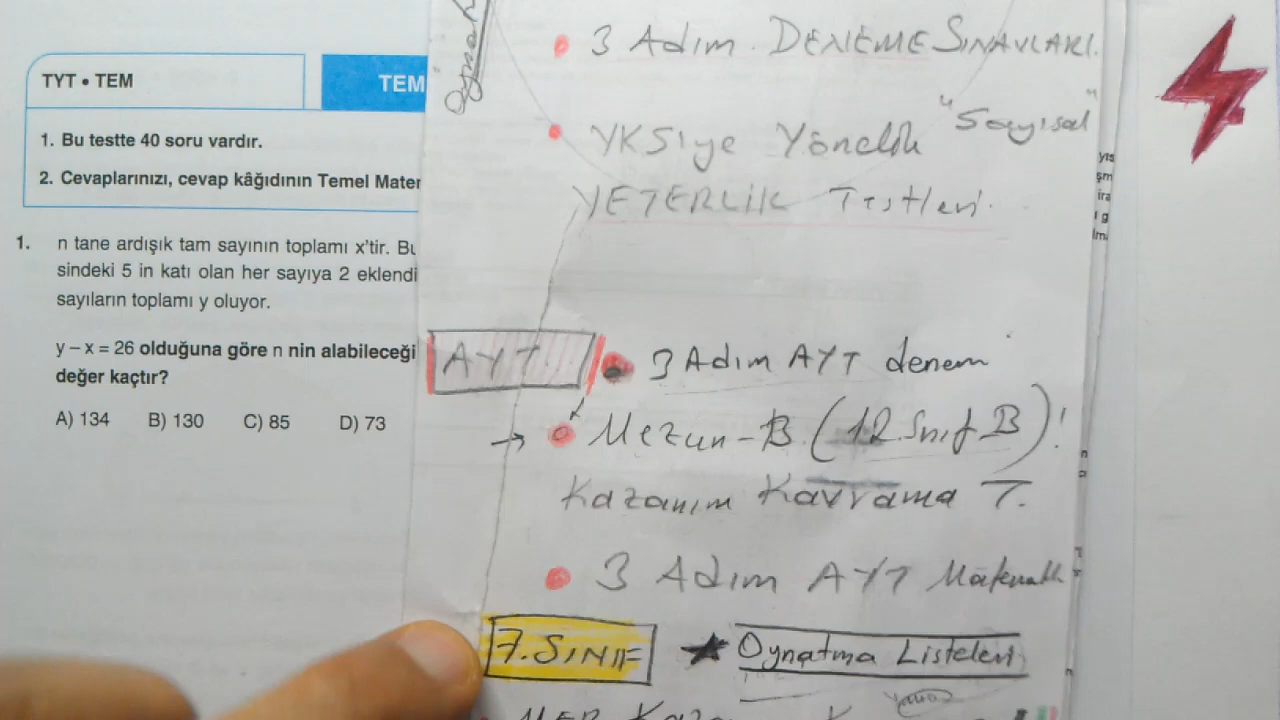 TYT • TEM
TEM
1. Bu testte 40 soru vardır.
2. Cevaplarınızı, cevap kâğıdının Temel Mater
1. n tane ardışık tam sayının toplamı x'tir. Bu
sindeki 5 in katı olan her sayıya 2 eklendi
sayıların toplamı y oluyor.
y – x = 26 olduğuna göre n nin alabileceği
değer kaçtır?
A) 134 B) 130 C) 85 D) 73
3 Adım DENEME SINAVLARI.
YKS'ye Yönelik "Sayısal"
YETERLİK Testleri.
AYT
3 Adım AYT denem
→ Mezun-B (12. Sınıf B)!
Kazanım Kavrama T.
3 Adım AYT Matematik
7. SINIF ★ Oynatma Listeleri